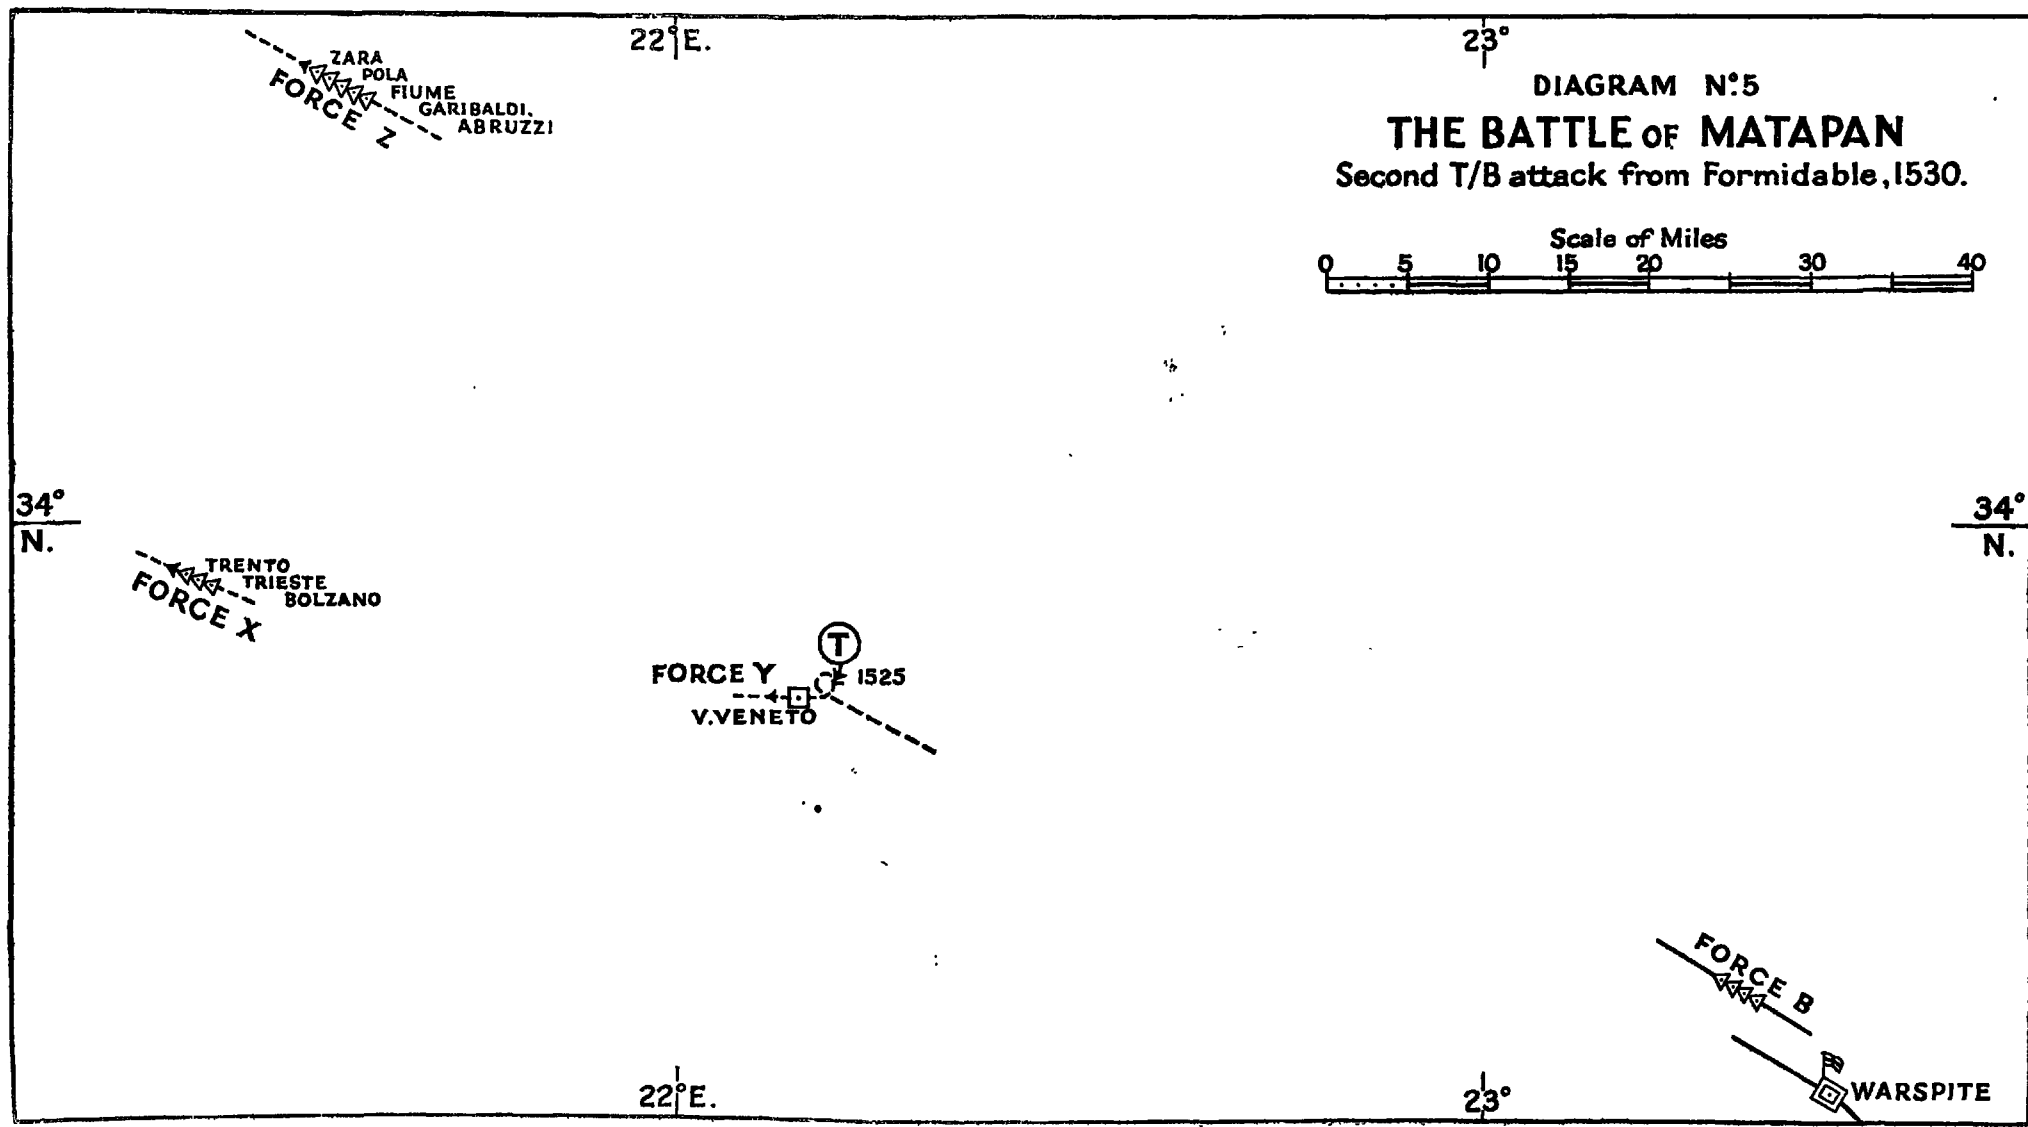 22°E.
23°
ZARA
POLA
FIUME
GARIBALDI.
ABRUZZI
FORCE Z
DIAGRAM Nº 5
THE BATTLE OF MATAPAN
Second T/B attack from Formidable, 1530.
Scale of Miles
0 5 10 15 20 30 40
34°
N.
34°
N.
TRENTO
TRIESTE
BOLZANO
FORCE X
T
FORCE Y
1525
V.VENETO
FORCE B
WARSPITE
22°E.
23°